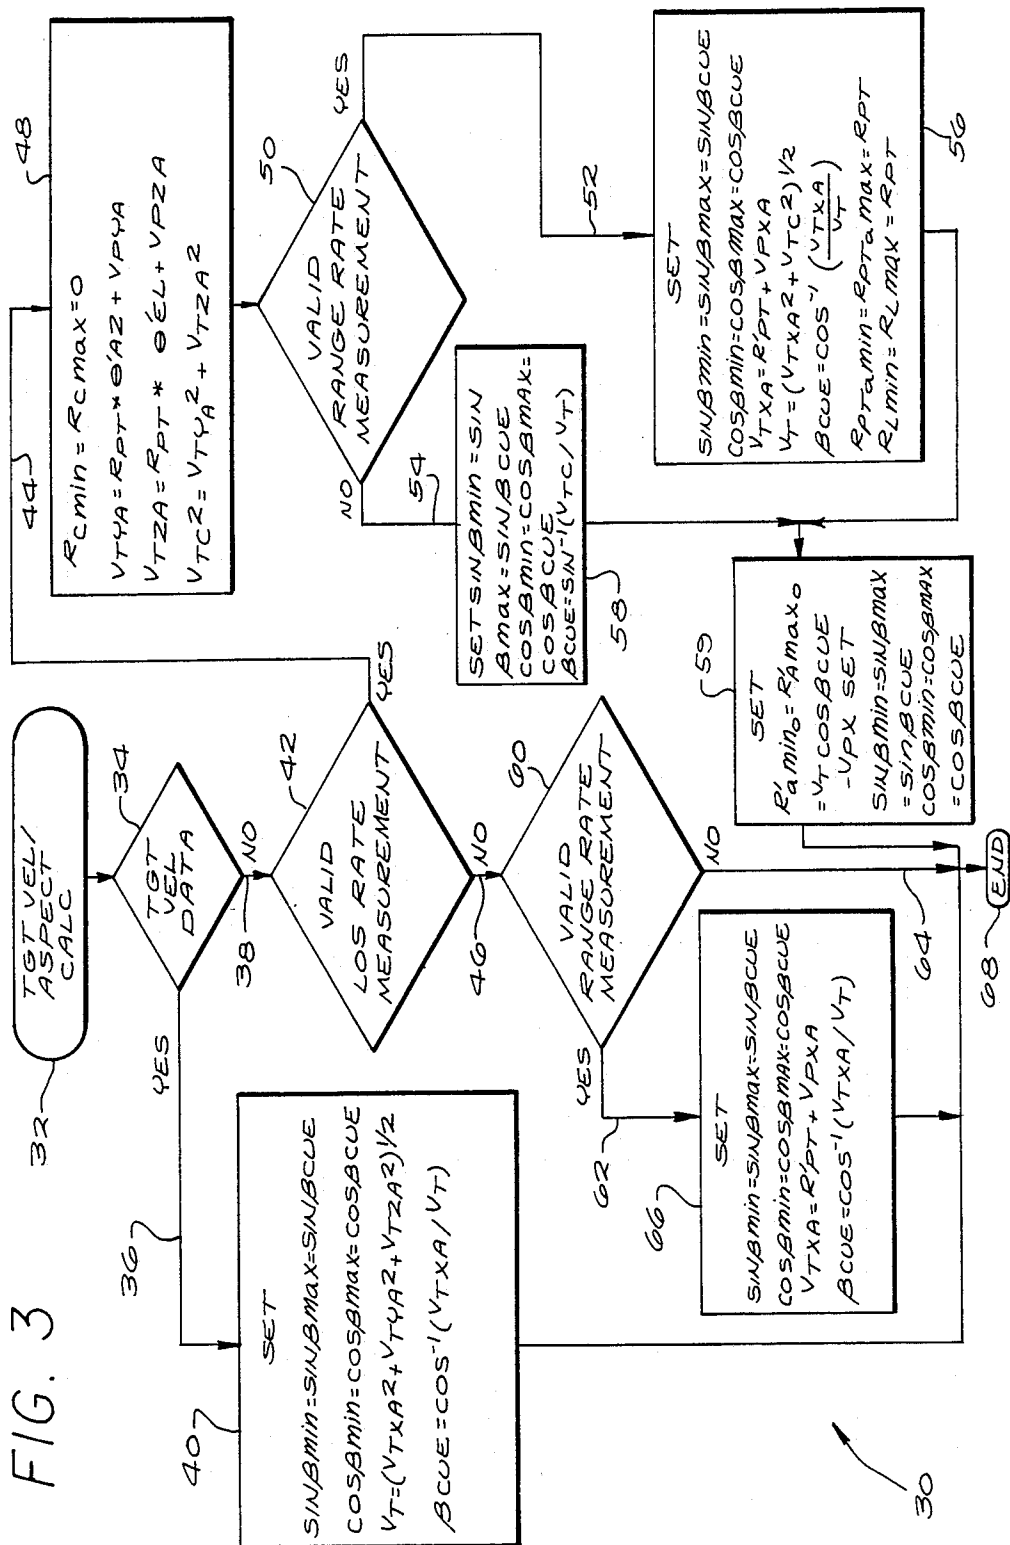 FIG. 3
32
TGT VEL/
ASPECT
CALC
34
TGT
VEL
DATA
YES
NO
36
38
40
SET
SINβmin=SINβmax=SINβCUE
COSβmin=COSβmax=COSβCUE
VT=(VTXA²+VTYA²+VTZA²)1/2
βCUE=COS⁻¹(VTXA/VT)
42
VALID
LOS RATE
MEASUREMENT
YES
NO
44
46
48
Rcmin=Rcmax=0
VTYA=RPT*θ̇AZ+VPYA
VTZA=RPT* θ̇EL+VPZA
VTC²=VTYA²+VTZA²
50
VALID
RANGE RATE
MEASUREMENT
YES
NO
52
54
SET SINβmin=SIN
βmax=SINβCUE
COSβmin=COSβMAX=
COSβCUE
βCUE=SIN⁻¹(VTC/VT)
58
SET
SINβmin=SINβmax=SINβCUE
COSβmin=COSβmax=COSβCUE
VTXA=R'PT+VPXA
VT=(VTXA²+VTC²)1/2
βCUE=COS⁻¹(VTXA/VT)
RPTamin=RPTamax=RPT
RLmin=RLMAX=RPT
56
59
SET
R'amin₀=R'Amax₀
=VT COSβCUE
-VPX SET
SINβmin=SINβmax
=sinβCUE
COSβmin=COSβMAX
=COSβCUE
60
VALID
RANGE RATE
MEASUREMENT
YES
NO
62
64
66
SET
SINβmin=SINβmax=SINβCUE
COSβmin=COSβmax=COSβCUE
VTXA=R'PT+VPXA
βCUE=COS⁻¹(VTXA/VT)
68
END
30